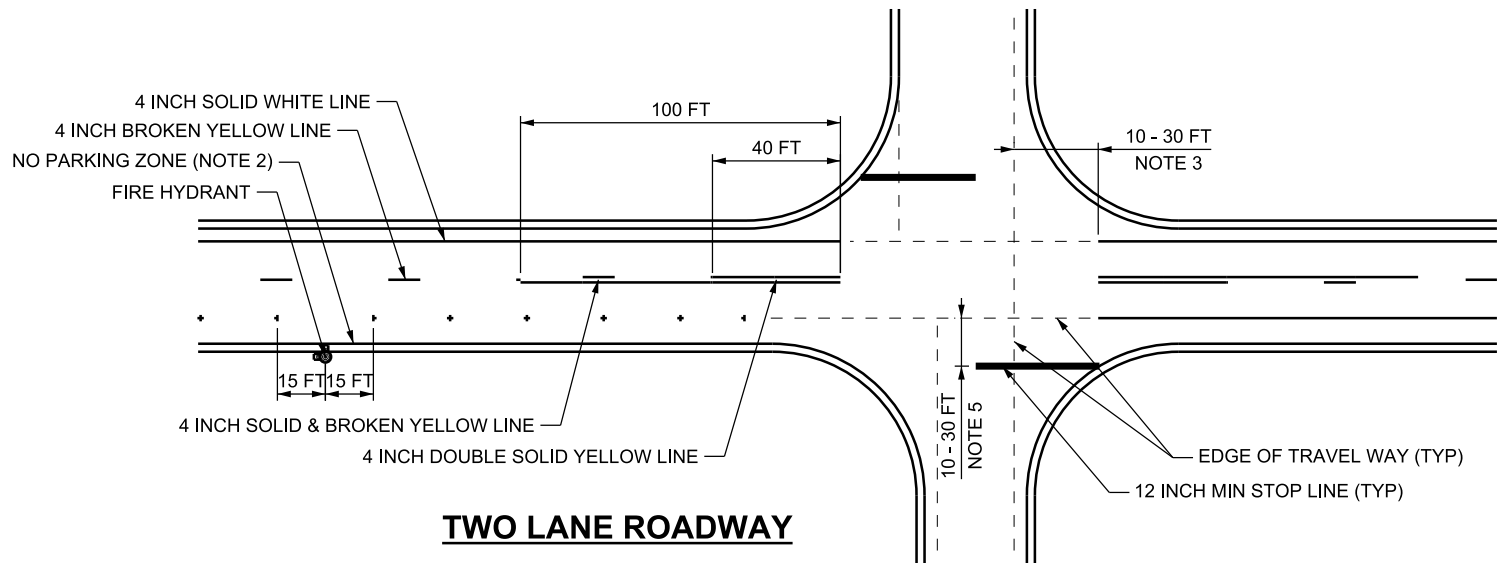 4 INCH SOLID WHITE LINE
4 INCH BROKEN YELLOW LINE
NO PARKING ZONE (NOTE 2)
FIRE HYDRANT
100 FT
40 FT
10 - 30 FT
NOTE 3
15 FT
15 FT
4 INCH SOLID & BROKEN YELLOW LINE
4 INCH DOUBLE SOLID YELLOW LINE
10 - 30 FT
NOTE 5
EDGE OF TRAVEL WAY (TYP)
12 INCH MIN STOP LINE (TYP)
TWO LANE ROADWAY